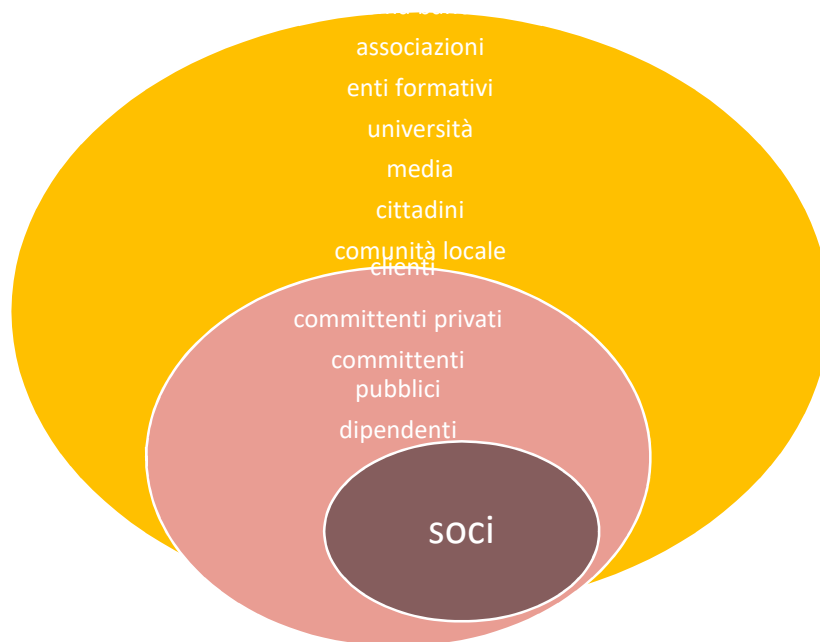 associazioni
enti formativi
università
media
cittadini
comunità locale
clienti
committenti privati
committenti
pubblici
dipendenti
soci